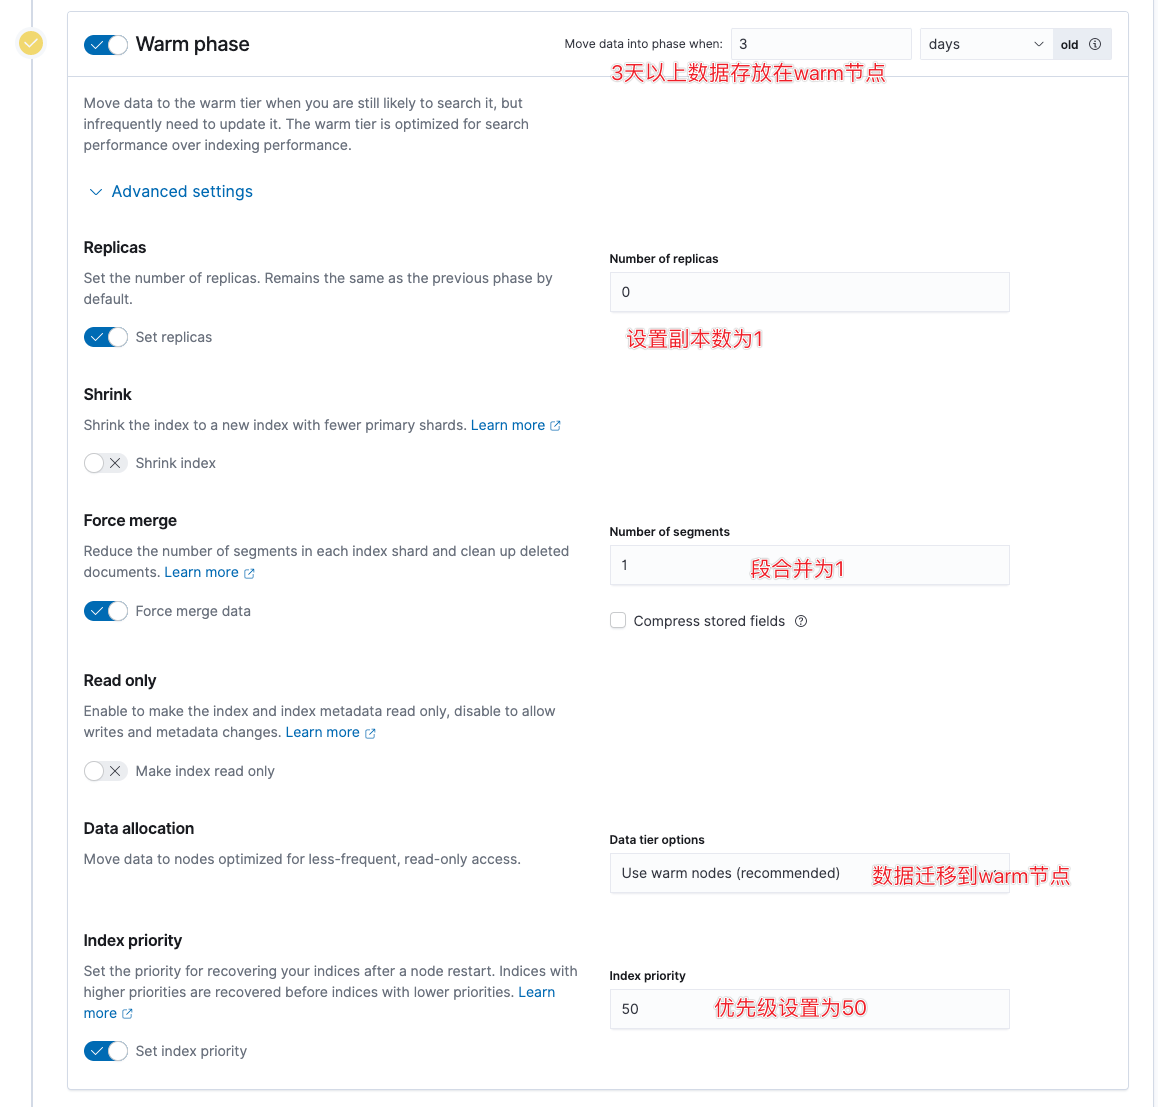 Warm phase
Move data into phase when:
3
days
old
3天以上数据存放在warm节点
Move data to the warm tier when you are still likely to search it, but
infrequently need to update it. The warm tier is optimized for search
performance over indexing performance.
Advanced settings
Replicas
Set the number of replicas. Remains the same as the previous phase by
default.
Set replicas
Number of replicas
0
设置副本数为1
Shrink
Shrink the index to a new index with fewer primary shards. Learn more
Shrink index
Force merge
Reduce the number of segments in each index shard and clean up deleted
documents. Learn more
Force merge data
Number of segments
1
段合并为1
Compress stored fields
Read only
Enable to make the index and index metadata read only, disable to allow
writes and metadata changes. Learn more
Make index read only
Data allocation
Move data to nodes optimized for less-frequent, read-only access.
Data tier options
Use warm nodes (recommended)
数据迁移到warm节点
Index priority
Set the priority for recovering your indices after a node restart. Indices with
higher priorities are recovered before indices with lower priorities. Learn
more
Set index priority
Index priority
50
优先级设置为50